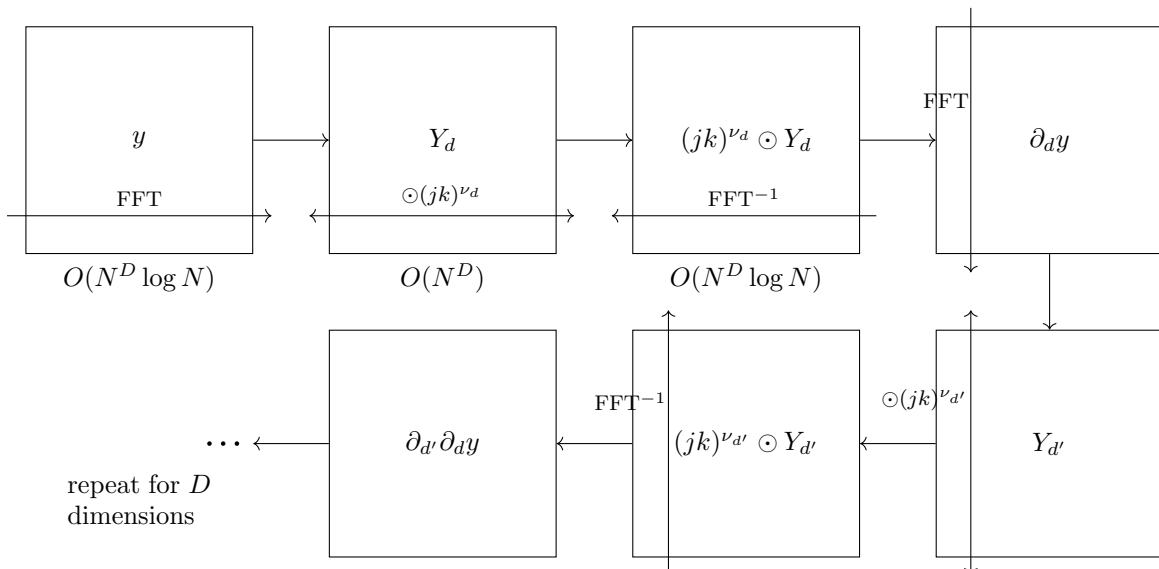 y
Y_d
(jk)^{ν_d} ⊙ Y_d
∂_d y
FFT
FFT
⊙(jk)^{ν_d}
FFT^{−1}
O(N^D log N)
O(N^D)
O(N^D log N)
∂_{d′}∂_d y
FFT^{−1}
(jk)^{ν_{d′}} ⊙ Y_{d′}
⊙(jk)^{ν_{d′}}
Y_{d′}
···
repeat for D
dimensions